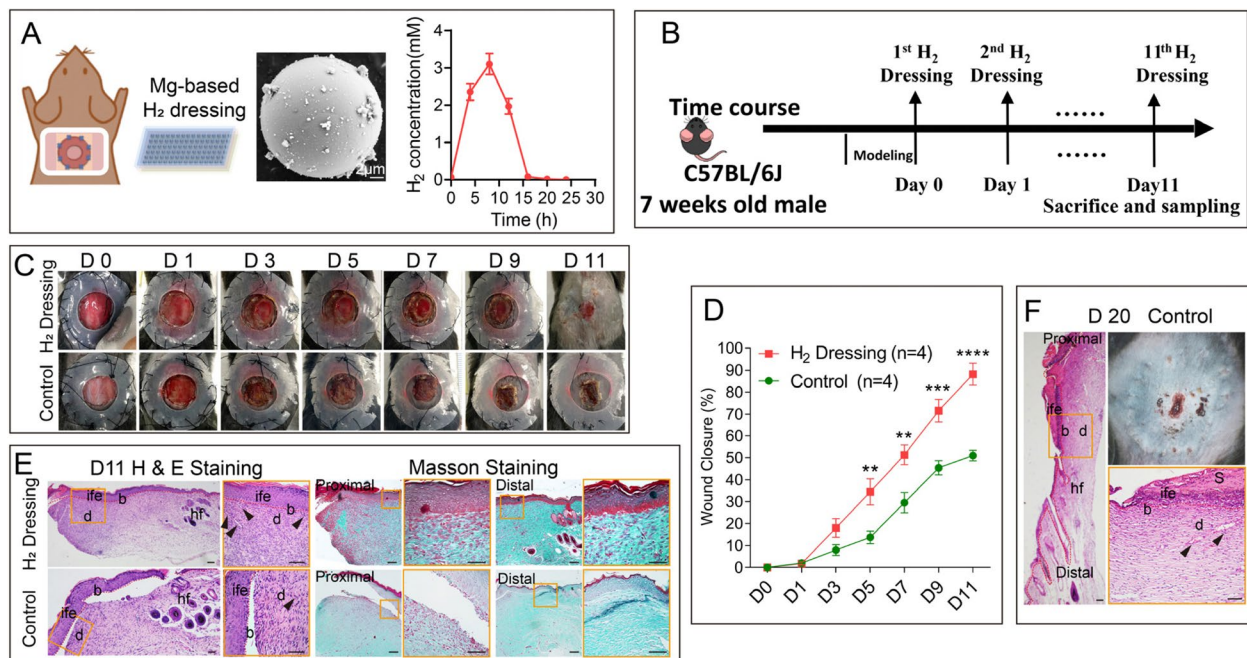 A
Mg-based
H₂ dressing
2μm
H₂ concentration(mM)
4
3
2
1
0
0 5 10 15 20 25 30
Time (h)
B
1st H₂
Dressing
2nd H₂
Dressing
11th H₂
Dressing
Time course
......
Modeling
......
C57BL/6J
7 weeks old male
Day 0
Day 1
Day11
Sacrifice and sampling
C
D 0 D 1 D 3 D 5 D 7 D 9 D 11
H₂ Dressing
Control
D
H₂ Dressing (n=4)
Control (n=4)
Wound Closure (%)
100
90
80
70
60
50
40
30
20
10
0
** ** *** ****
D0 D1 D3 D5 D7 D9 D11
E
D11 H & E Staining
Masson Staining
H₂ Dressing
ife
b
d
hf
ife
b
d
Proximal
Distal
Control
b
hf
ife
d
ife
d
b
Proximal
Distal
F
D 20 Control
Proximal
ife
b d
hf
Distal
S
ife
b
d